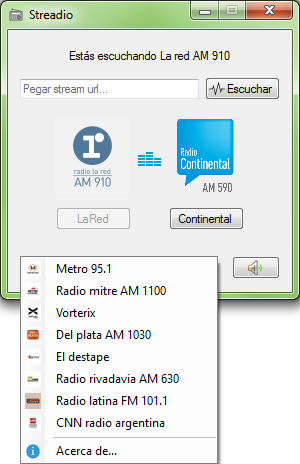 Streadio
Estás escuchando La red AM 910
Pegar stream url...
Escuchar
r
radio la red
AM 910
Radio
Continental
AM 590
LaRed
Continental
Metro 95.1
Radio mitre AM 1100
Vorterix
Del plata AM 1030
El destape
Radio rivadavia AM 630
Radio latina FM 101.1
CNN radio argentina
Acerca de...